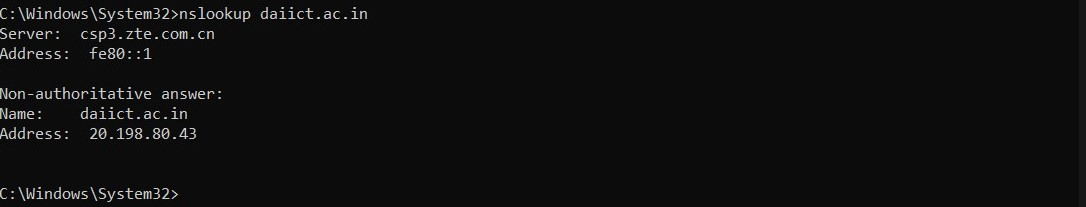 C:\Windows\System32>nslookup daiict.ac.in
Server:  csp3.zte.com.cn
Address:  fe80::1
Non-authoritative answer:
Name:    daiict.ac.in
Address:  20.198.80.43
C:\Windows\System32>